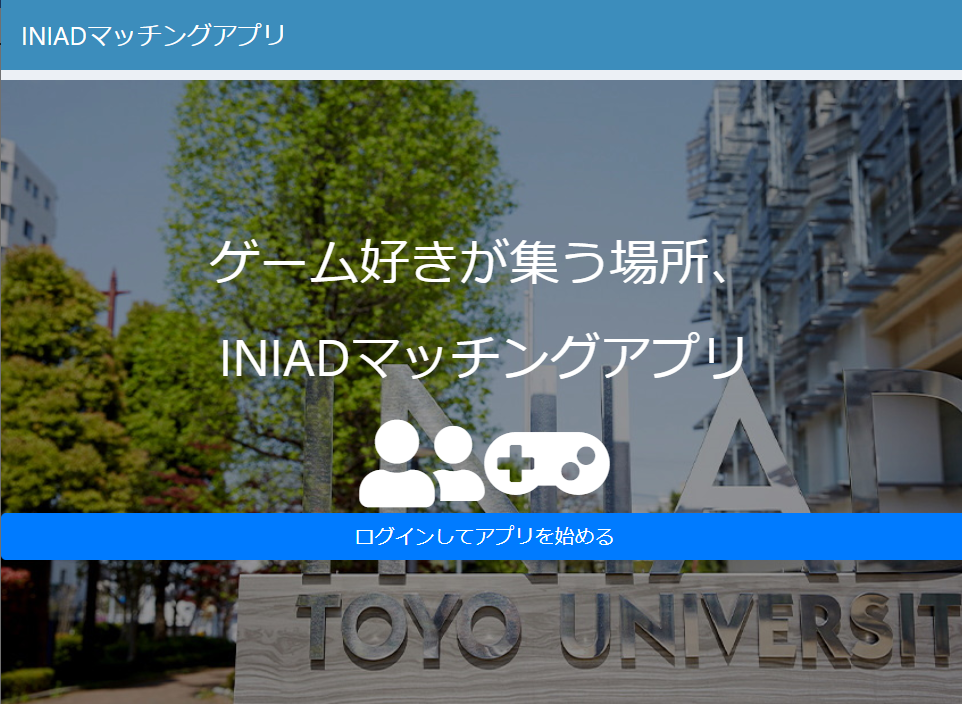 INIADマッチングアプリ
ゲーム好きが集う場所、
INIADマッチングアプリ
INIAD
ログインしてアプリを始める
TOYO UNIVERSIT